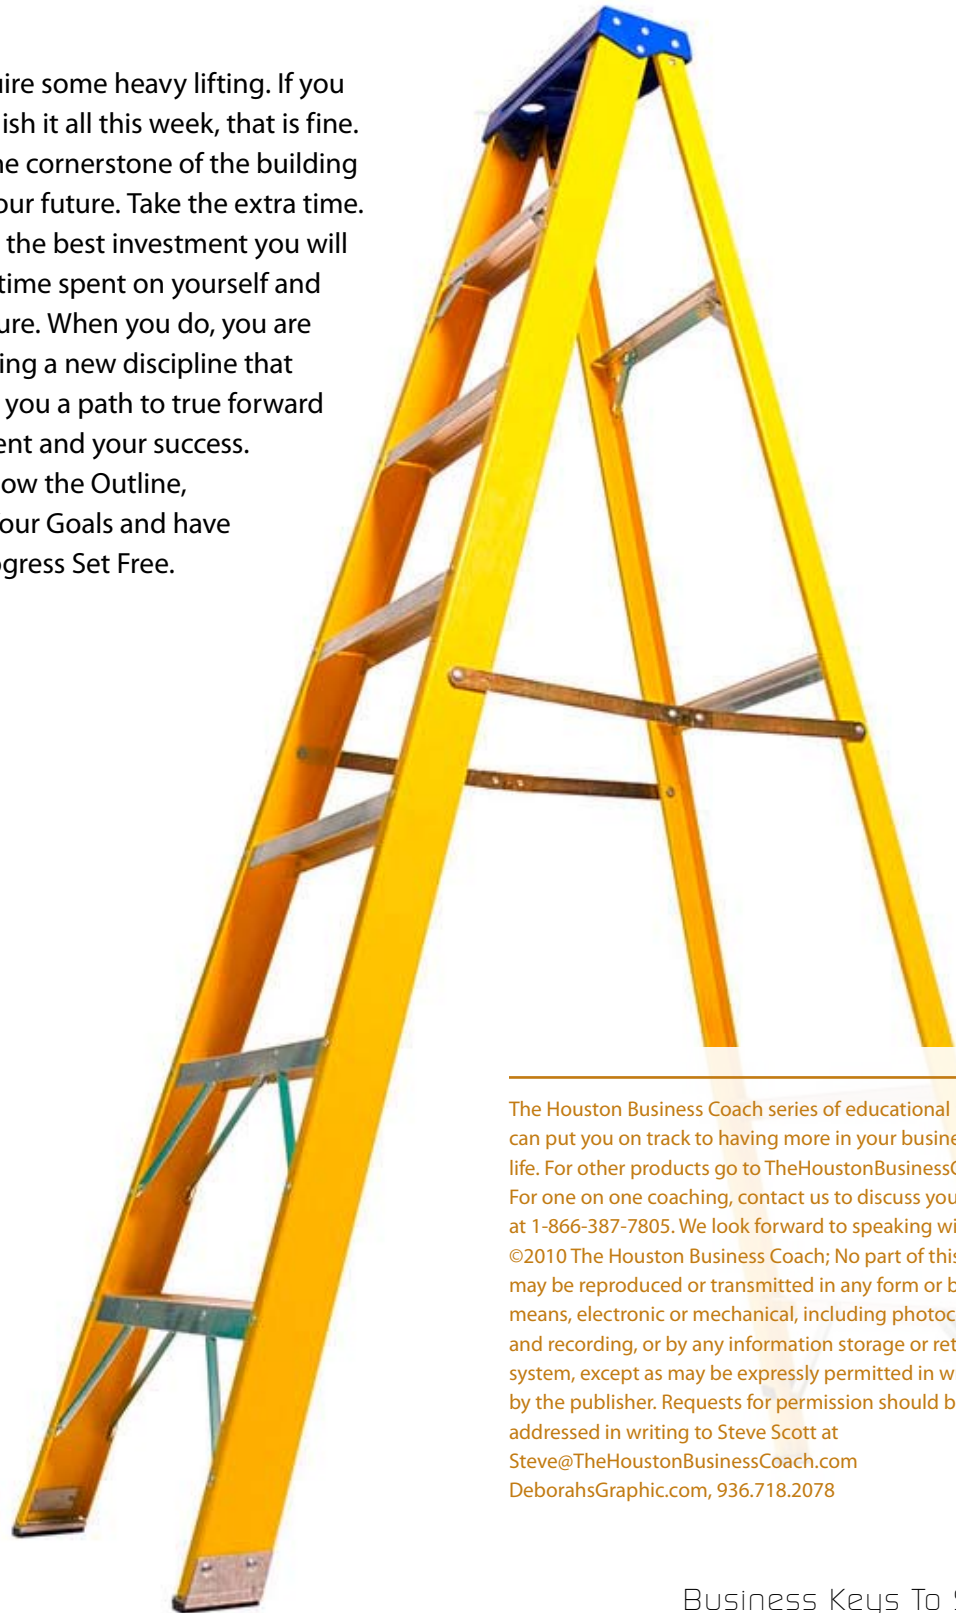 uire some heavy lifting. If you
ish it all this week, that is fine.
he cornerstone of the building
our future. Take the extra time.
the best investment you will
time spent on yourself and
ure. When you do, you are
ing a new discipline that
you a path to true forward
ent and your success.
low the Outline,
our Goals and have
gress Set Free.
The Houston Business Coach series of educational
can put you on track to having more in your busine
life. For other products go to TheHoustonBusinessC
For one on one coaching, contact us to discuss you
at 1-866-387-7805. We look forward to speaking wi
©2010 The Houston Business Coach; No part of this
may be reproduced or transmitted in any form or b
means, electronic or mechanical, including photoc
and recording, or by any information storage or ret
system, except as may be expressly permitted in w
by the publisher. Requests for permission should b
addressed in writing to Steve Scott at
Steve@TheHoustonBusinessCoach.com
DeborahsGraphic.com, 936.718.2078
Business Keys To S